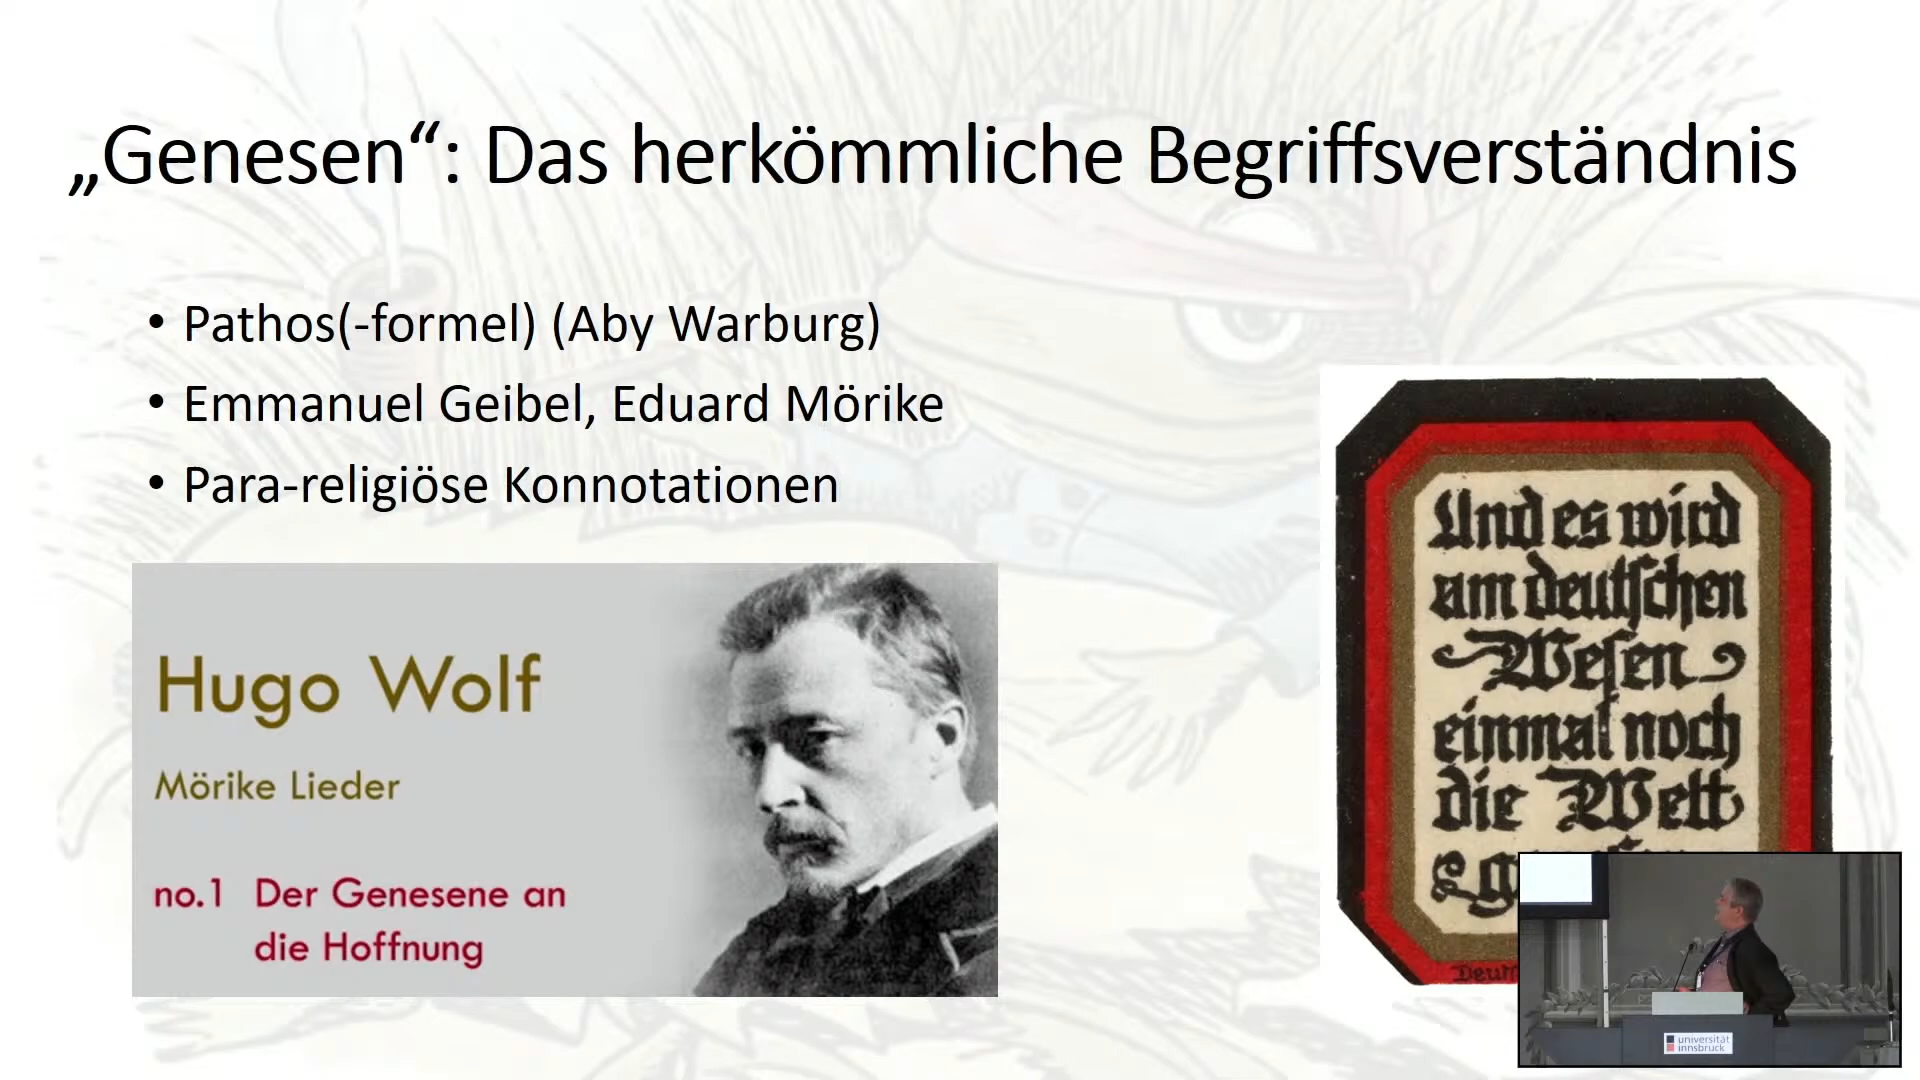 „Genesen“: Das herkömmliche Begriffsverständnis
• Pathos(-formel) (Aby Warburg)
• Emmanuel Geibel, Eduard Mörike
• Para-religiöse Konnotationen
Hugo Wolf
Mörike Lieder
no.1 Der Genesene an
die Hoffnung
Und es wird
am deutschen
Wesen
einmal noch
die Welt
universität
innsbruck